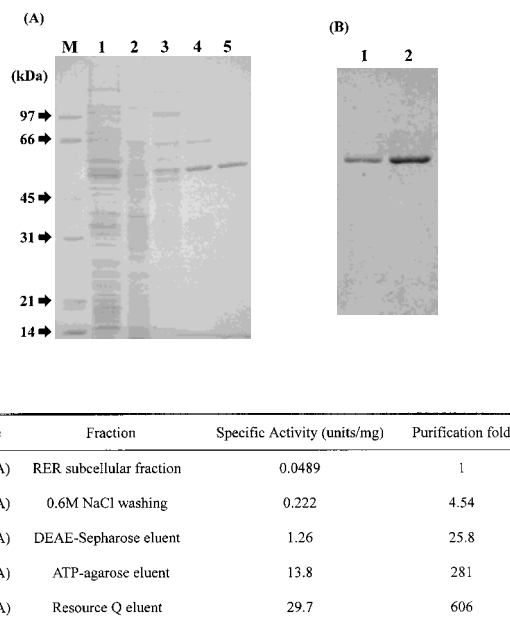 (A)
(B)
M 1 2 3 4 5
1 2
(kDa)
97
66
45
31
21
14
Fraction Specific Activity (units/mg) Purification fold
A) RER subcellular fraction 0.0489 1
A) 0.6M NaCl washing 0.222 4.54
A) DEAE-Sepharose eluent 1.26 25.8
A) ATP-agarose eluent 13.8 281
A) Resource Q eluent 29.7 606